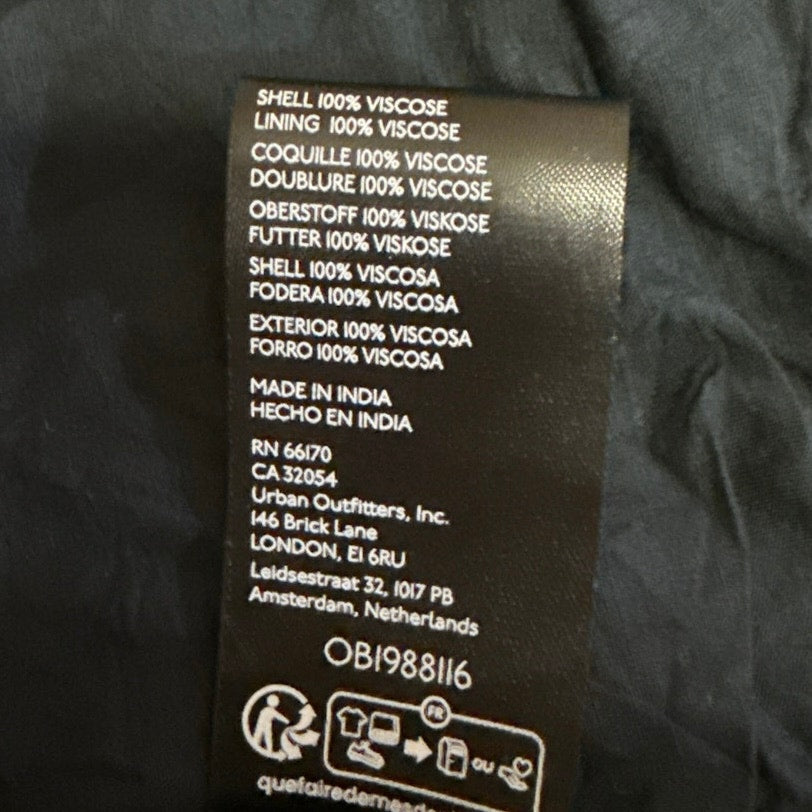 SHELL 100% VISCOSE
LINING 100% VISCOSE
COQUILLE 100% VISCOSE
DOUBLURE 100% VISCOSE
OBERSTOFF 100% VISKOSE
FUTTER 100% VISKOSE
SHELL 100% VISCOSA
FODERA 100% VISCOSA
EXTERIOR 100% VISCOSA
FORRO 100% VISCOSA
MADE IN INDIA
HECHO EN INDIA
RN 66170
CA 32054
Urban Outfitters, Inc.
146 Brick Lane
LONDON, E1 6RU
Leidsestraat 32, 1017 PB
Amsterdam, Netherlands
OB1988116
FR
OU